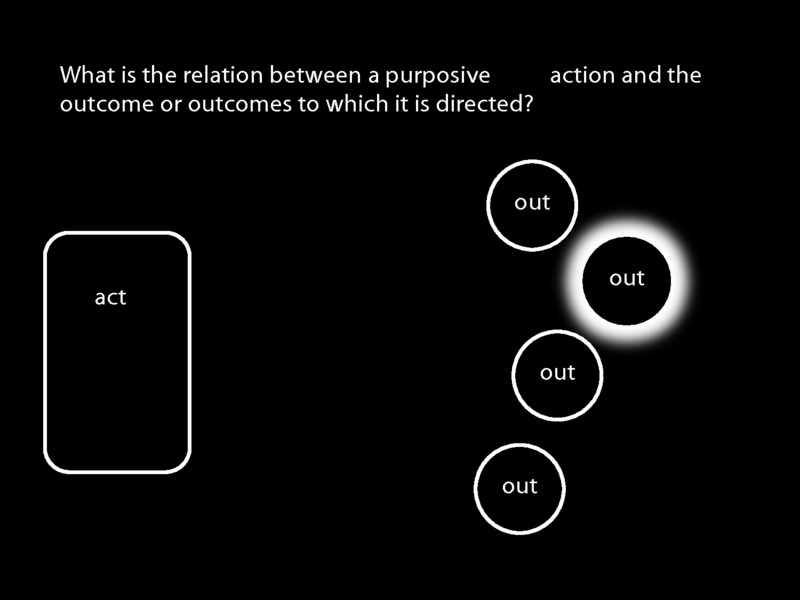 What is the relation between a purposive action and the
outcome or outcomes to which it is directed?
out
out
act
out
out